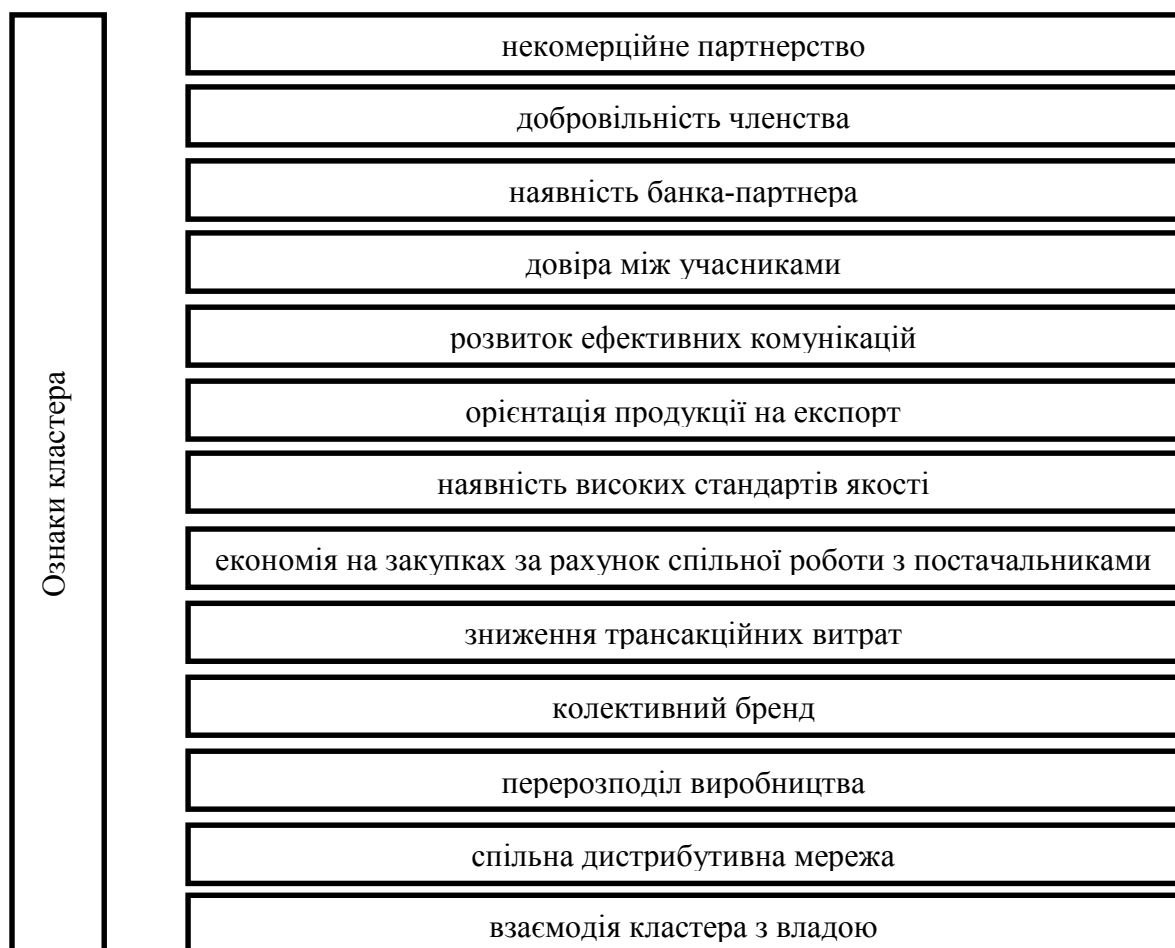 Ознаки кластера
некомерційне партнерство
добровільність членства
наявність банка-партнера
довіра між учасниками
розвиток ефективних комунікацій
орієнтація продукції на експорт
наявність високих стандартів якості
економія на закупках за рахунок спільної роботи з постачальниками
зниження трансакційних витрат
колективний бренд
перерозподіл виробництва
спільна дистрибутивна мережа
взаємодія кластера з владою